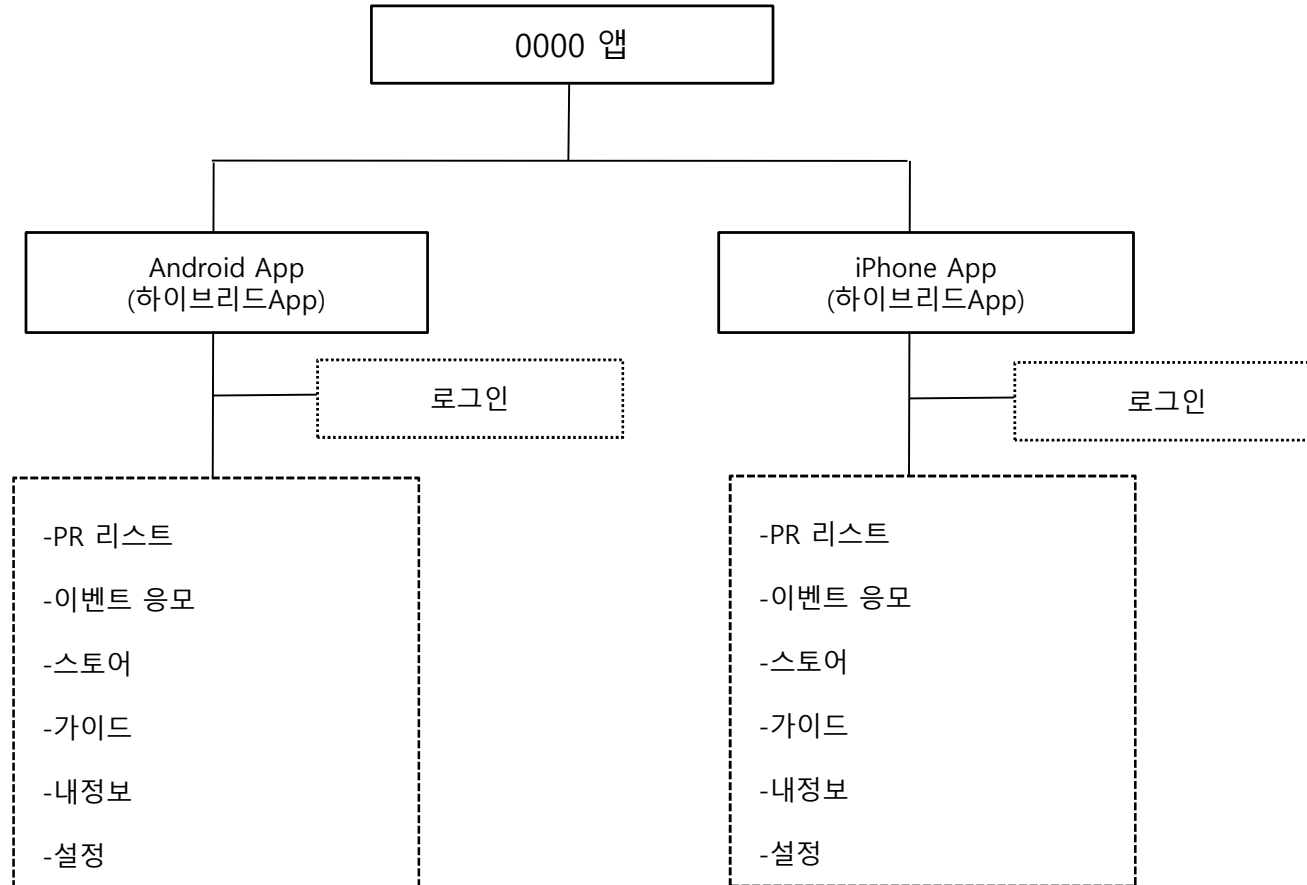 0000 앱
Android App
(하이브리드App)
iPhone App
(하이브리드App)
로그인
로그인
-PR 리스트
-이벤트 응모
-스토어
-가이드
-내정보
-설정
-PR 리스트
-이벤트 응모
-스토어
-가이드
-내정보
-설정